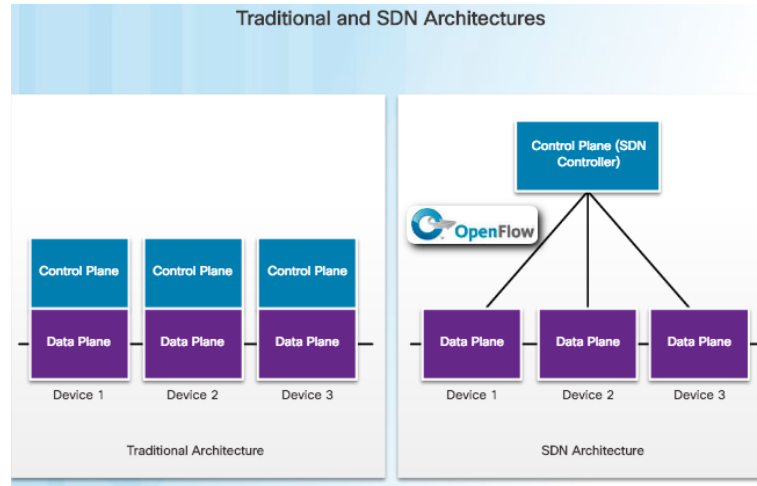 Traditional and SDN Architectures
Control Plane
Control Plane
Control Plane
Data Plane
Data Plane
Data Plane
Device 1
Device 2
Device 3
Traditional Architecture
Control Plane (SDN
Controller)
OpenFlow
Data Plane
Data Plane
Data Plane
Device 1
Device 2
Device 3
SDN Architecture